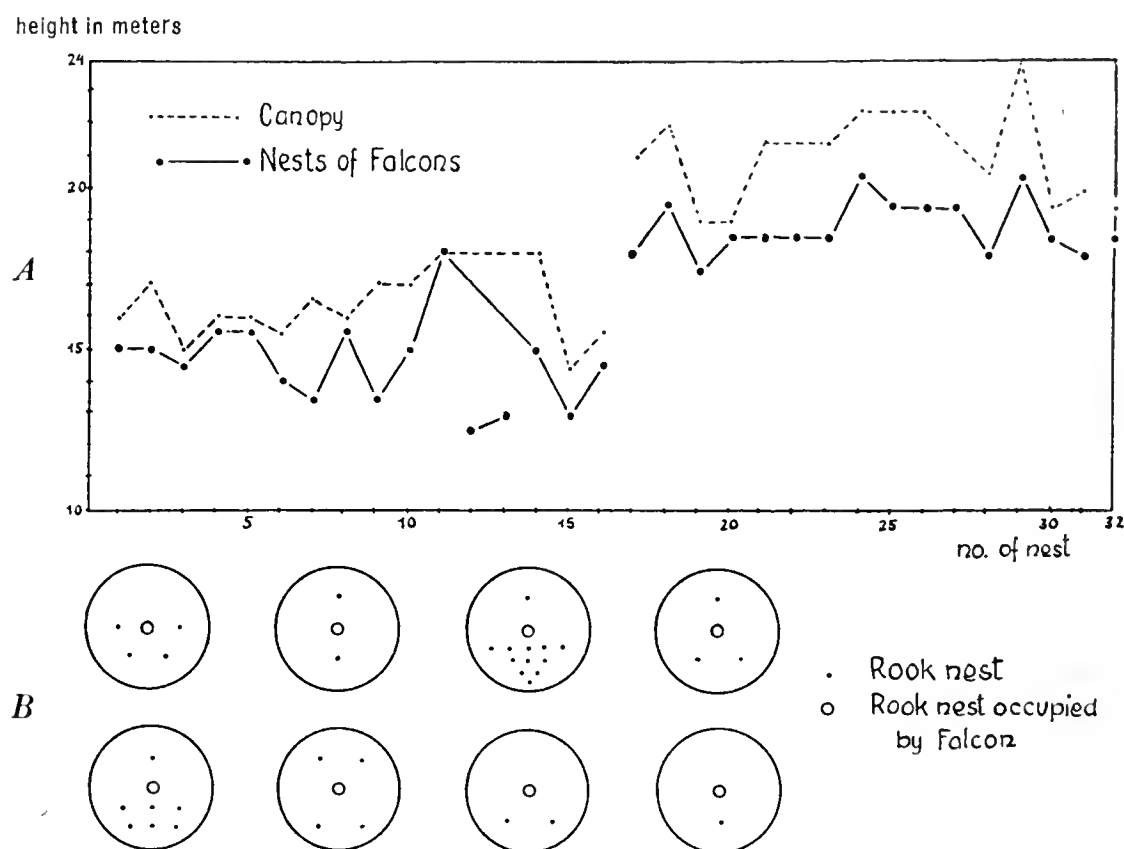 height in meters
24
Canopy
Nests of Falcons
20
A
15
10
5
10
15
20
25
30
32
no. of nest
B
Rook nest
Rook nest occupied
by Falcon